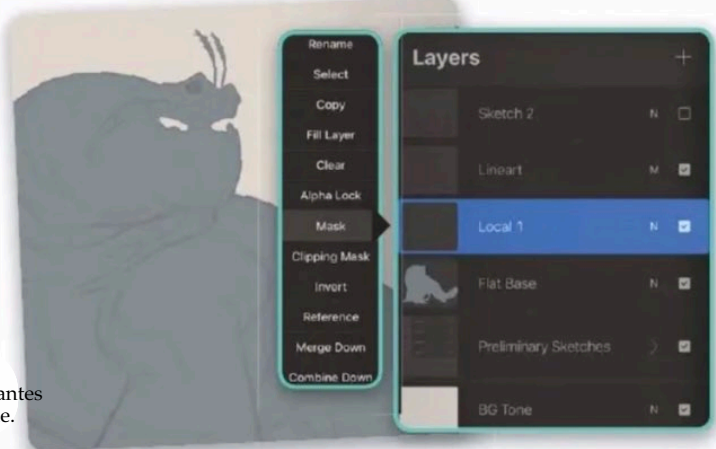 Rename
Select
Copy
Fill Layer
Clear
Alpha Lock
Mask
Clipping Mask
Invert
Reference
Merge Down
Combine Down
Layers +
Sketch 2 N
Lineart M
Local 1 N
Flat Base N
Preliminary Sketches
BG Tone N
antes
e.